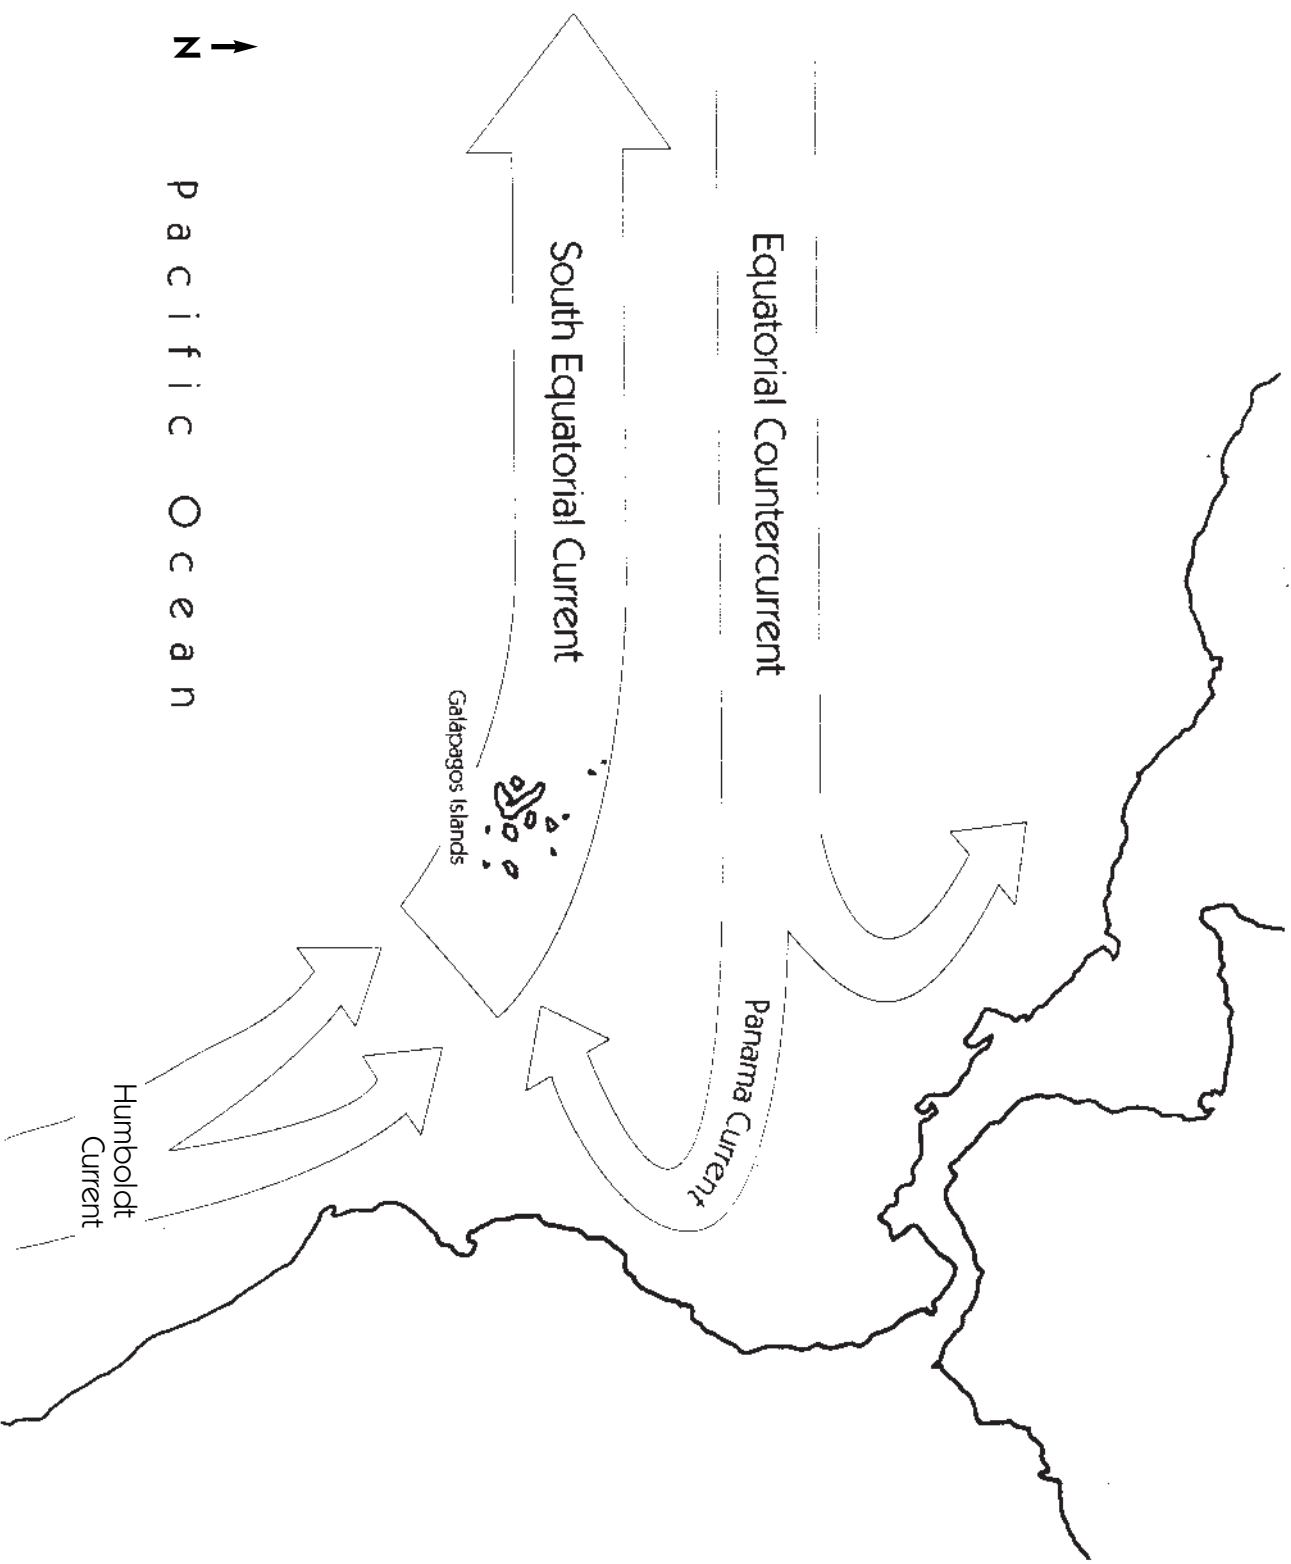 N
Equatorial Countercurrent
Panama Current
South Equatorial Current
Galápagos Islands
Pacific Ocean
Humboldt
Current